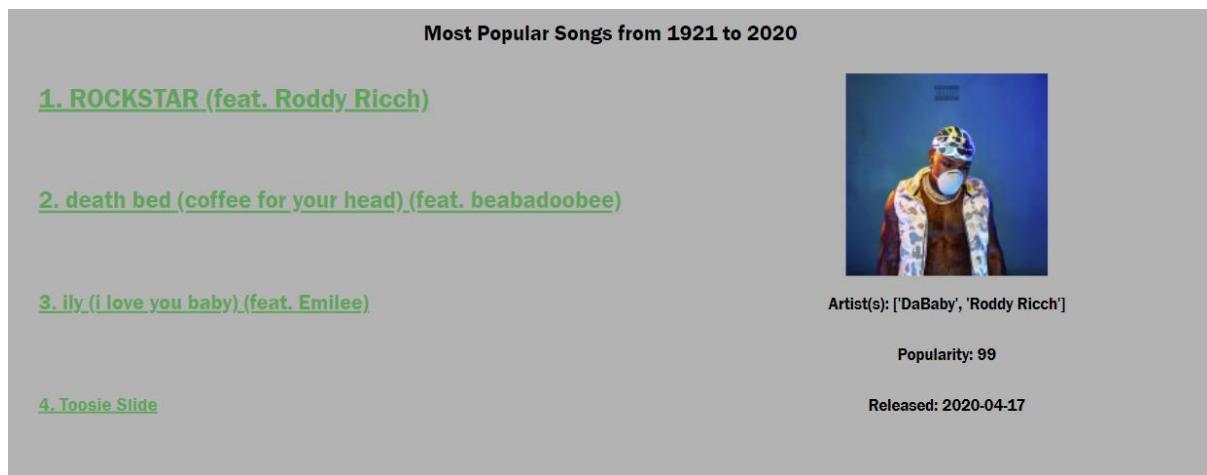 Most Popular Songs from 1921 to 2020
1. ROCKSTAR (feat. Roddy Ricch)
2. death bed (coffee for your head) (feat. beabadoobee)
3. ily (i love you baby) (feat. Emilee)
4. Toosie Slide
Artist(s): ['DaBaby', 'Roddy Ricch']
Popularity: 99
Released: 2020-04-17